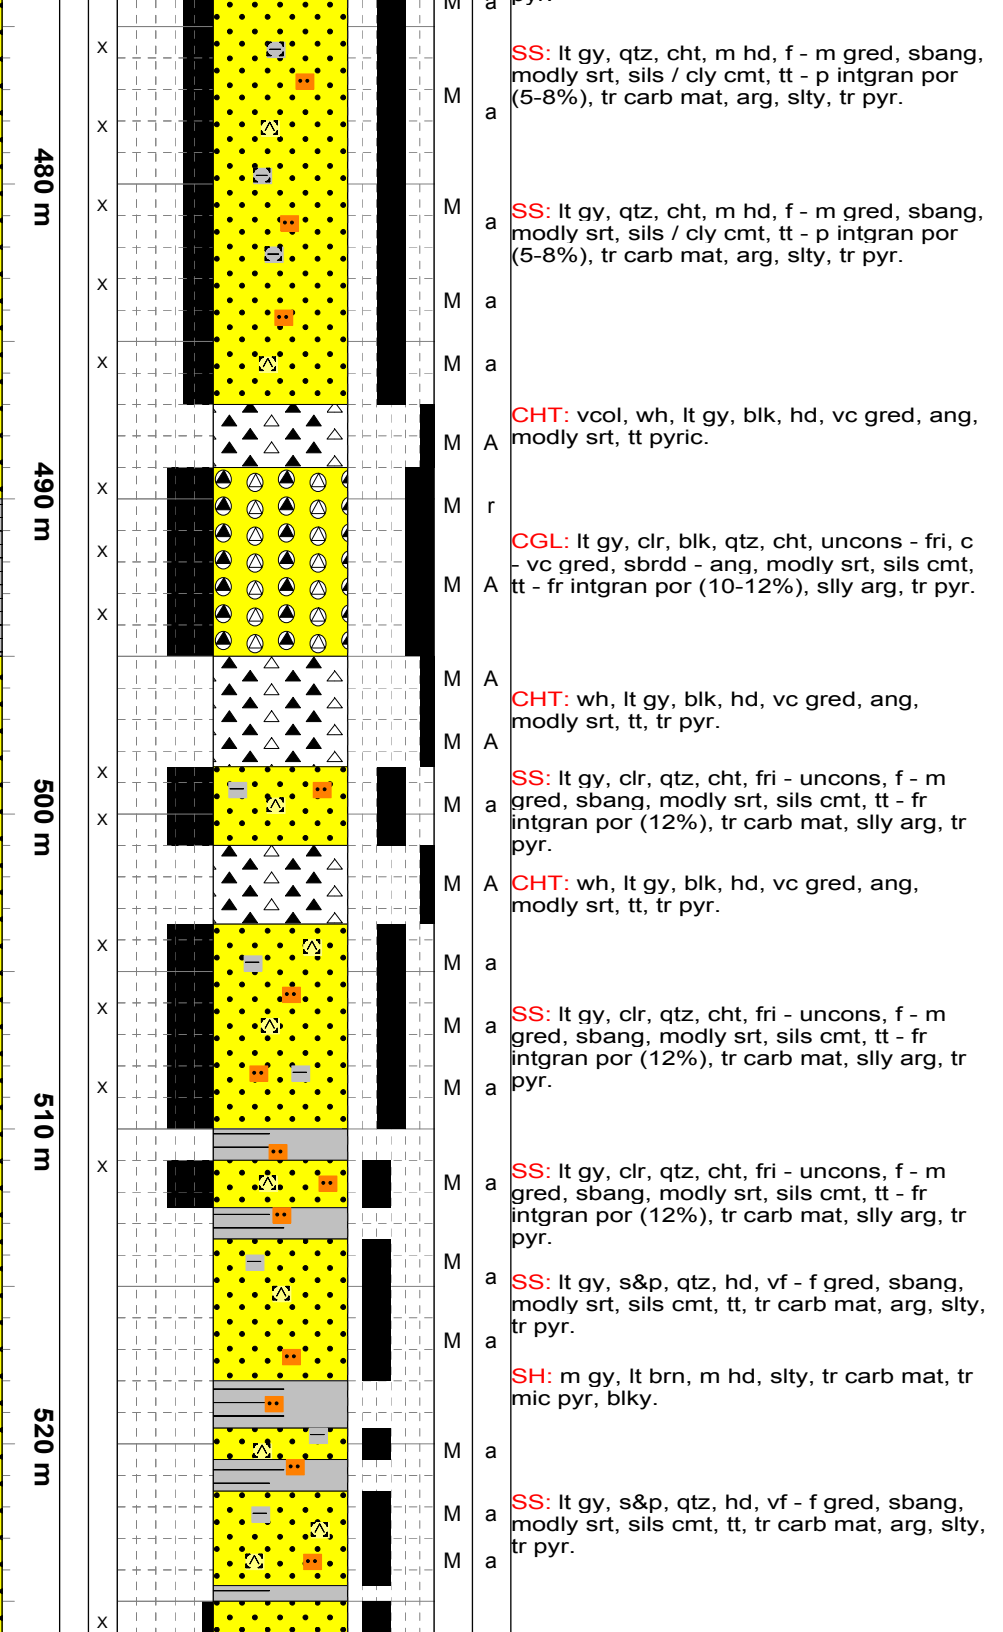 M a pyr.
X
SS: lt gy, qtz, cht, m hd, f - m gred, sbang,
modly srt, sils / cly cmt, tt - p intgran por
(5-8%), tr carb mat, arg, slty, tr pyr.
M
a
X
480 m
X
M
a
SS: lt gy, qtz, cht, m hd, f - m gred, sbang,
modly srt, sils / cly cmt, tt - p intgran por
(5-8%), tr carb mat, arg, slty, tr pyr.
X
M a
X
M a
CHT: vcol, wh, lt gy, blk, hd, vc gred, ang,
modly srt, tt pyric.
M A
490 m
X
M r
X
CGL: lt gy, clr, blk, qtz, cht, uncons - fri, c
- vc gred, sbrdd - ang, modly srt, sils cmt,
tt - fr intgran por (10-12%), slly arg, tr pyr.
M A
X
M A
CHT: wh, lt gy, blk, hd, vc gred, ang,
modly srt, tt, tr pyr.
M A
X
SS: lt gy, clr, qtz, cht, fri - uncons, f - m
gred, sbang, modly srt, sils cmt, tt - fr
intgran por (12%), tr carb mat, slly arg, tr
pyr.
M a
500 m
X
M A
CHT: wh, lt gy, blk, hd, vc gred, ang,
modly srt, tt, tr pyr.
X
M a
X
M a
SS: lt gy, clr, qtz, cht, fri - uncons, f - m
gred, sbang, modly srt, sils cmt, tt - fr
intgran por (12%), tr carb mat, slly arg, tr
pyr.
X
M a
510 m
X
M a
SS: lt gy, clr, qtz, cht, fri - uncons, f - m
gred, sbang, modly srt, sils cmt, tt - fr
intgran por (12%), tr carb mat, slly arg, tr
pyr.
M
a
SS: lt gy, s&p, qtz, hd, vf - f gred, sbang,
modly srt, sils cmt, tt, tr carb mat, arg, slty,
tr pyr.
M a
SH: m gy, lt brn, m hd, slty, tr carb mat, tr
mic pyr, blky.
520 m
M a
M a
SS: lt gy, s&p, qtz, hd, vf - f gred, sbang,
modly srt, sils cmt, tt, tr carb mat, arg, slty,
tr pyr.
M a
X